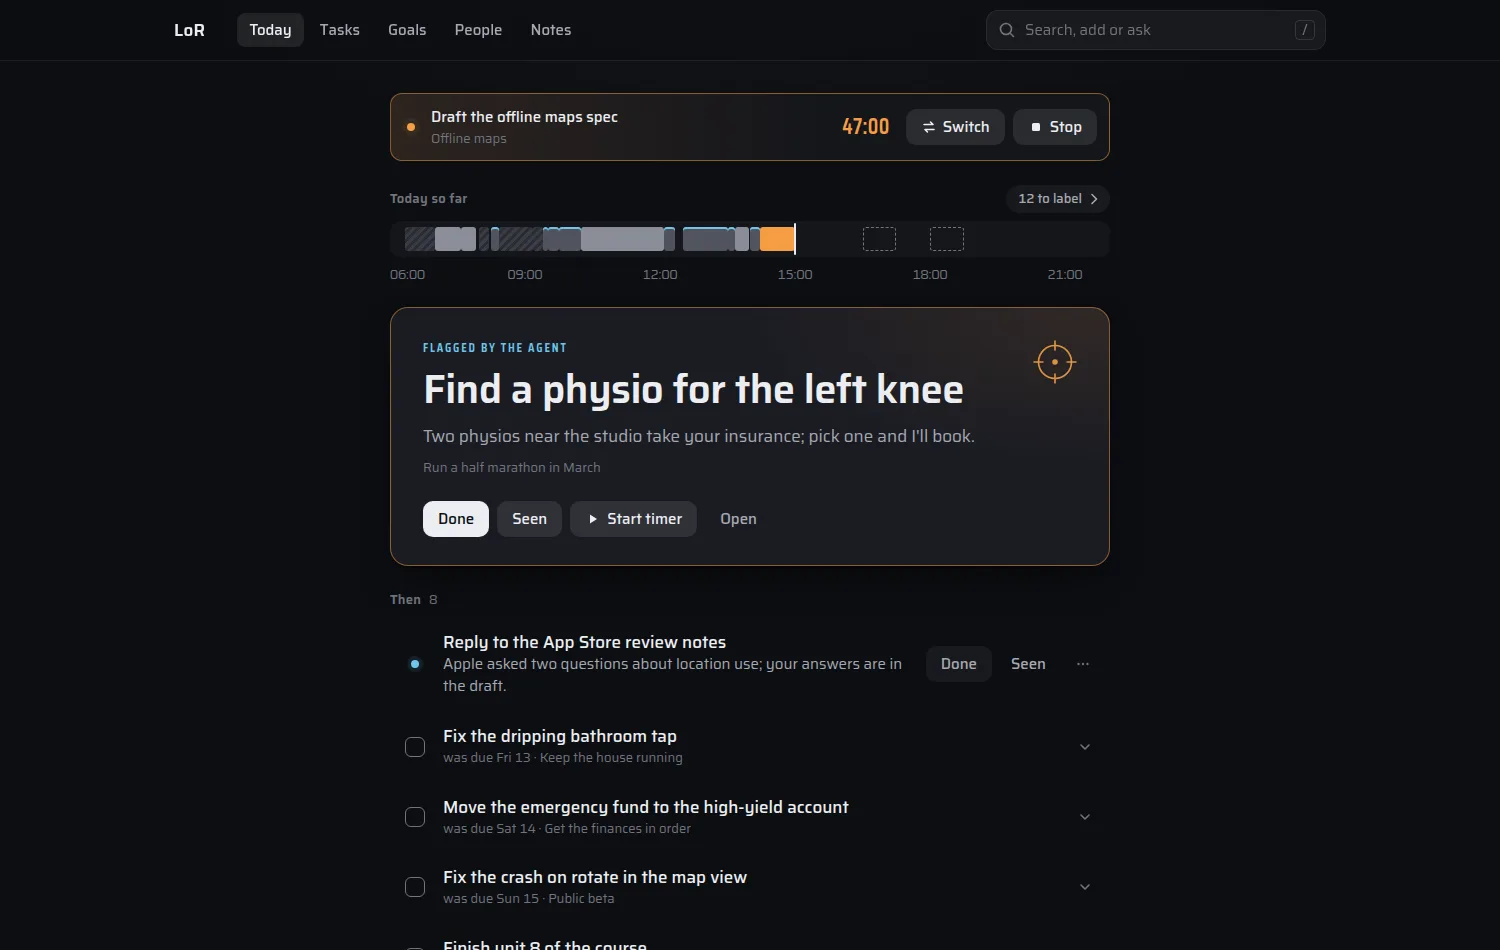 LoR
Today
Tasks
Goals
People
Notes
Search, add or ask
/
Draft the offline maps spec
Offline maps
47:00
Switch
Stop
Today so far
12 to label
06:00
09:00
12:00
15:00
18:00
21:00
FLAGGED BY THE AGENT
Find a physio for the left knee
Two physios near the studio take your insurance; pick one and I'll book.
Run a half marathon in March
Done
Seen
Start timer
Open
Then 8
Reply to the App Store review notes
Apple asked two questions about location use; your answers are in
the draft.
Done
Seen
Fix the dripping bathroom tap
was due Fri 13 · Keep the house running
Move the emergency fund to the high-yield account
was due Sat 14 · Get the finances in order
Fix the crash on rotate in the map view
was due Sun 15 · Public beta
Finish unit 8 of the course